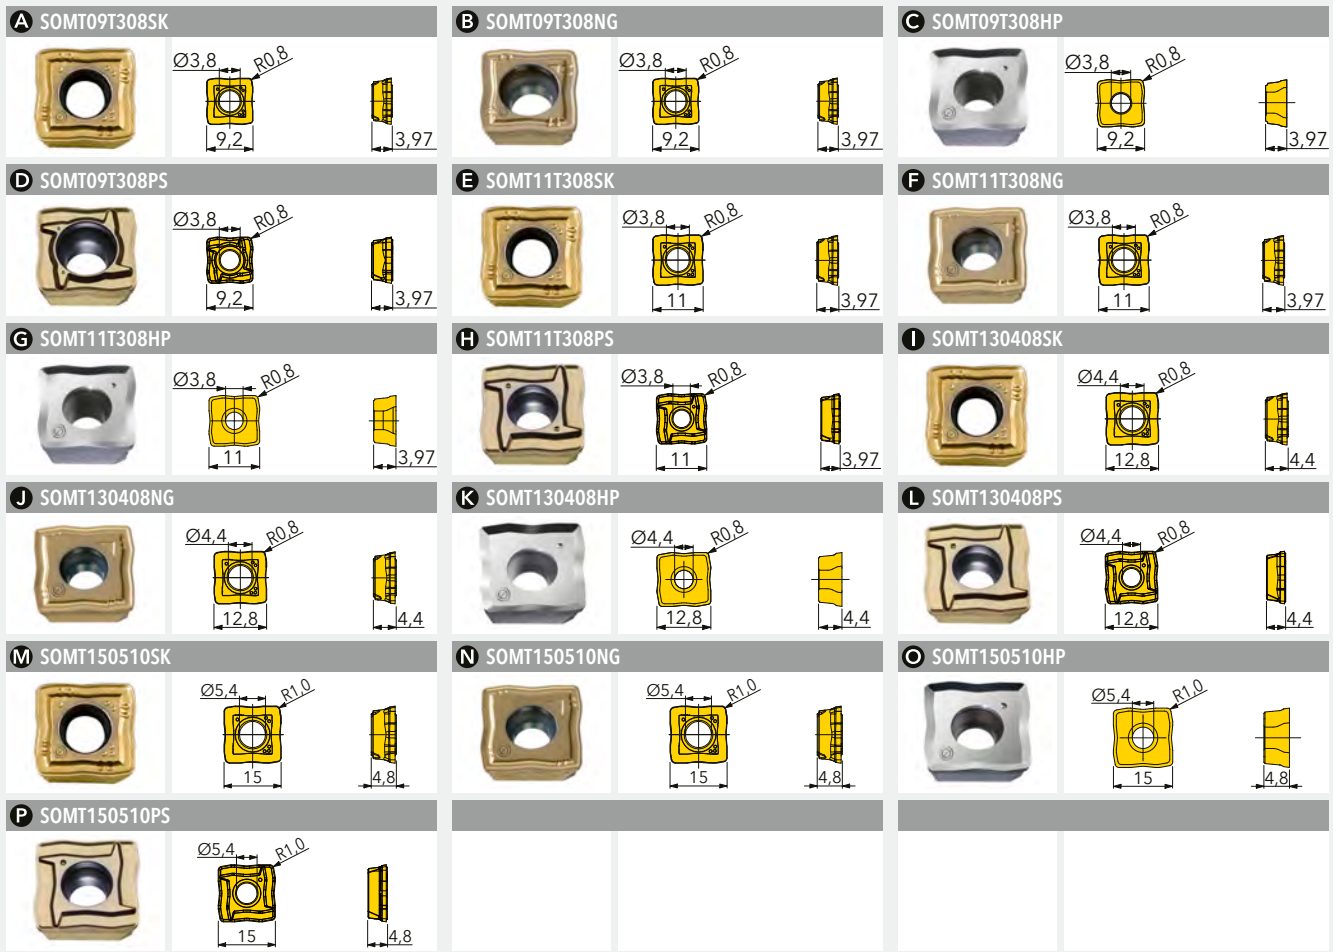 A SOMT09T308SK
Ø3,8
R0,8
9,2
3,97
B SOMT09T308NG
Ø3,8
R0,8
9,2
3,97
C SOMT09T308HP
Ø3,8
R0,8
9,2
3,97
D SOMT09T308PS
Ø3,8
R0,8
9,2
3,97
E SOMT11T308SK
Ø3,8
R0,8
11
3,97
F SOMT11T308NG
Ø3,8
R0,8
11
3,97
G SOMT11T308HP
Ø3,8
R0,8
11
3,97
H SOMT11T308PS
Ø3,8
R0,8
11
3,97
I SOMT130408SK
Ø4,4
R0,8
12,8
4,4
J SOMT130408NG
Ø4,4
R0,8
12,8
4,4
K SOMT130408HP
Ø4,4
R0,8
12,8
4,4
L SOMT130408PS
Ø4,4
R0,8
12,8
4,4
M SOMT150510SK
Ø5,4
R1,0
15
4,8
N SOMT150510NG
Ø5,4
R1,0
15
4,8
O SOMT150510HP
Ø5,4
R1,0
15
4,8
P SOMT150510PS
Ø5,4
R1,0
15
4,8